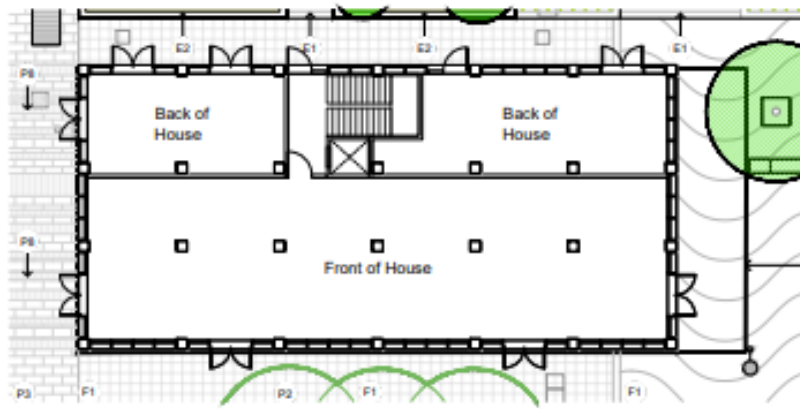 E2
E1
E2
E1
P8
Back of
House
Back of
House
P8
Front of House
P3
F1
P2
F1
F1